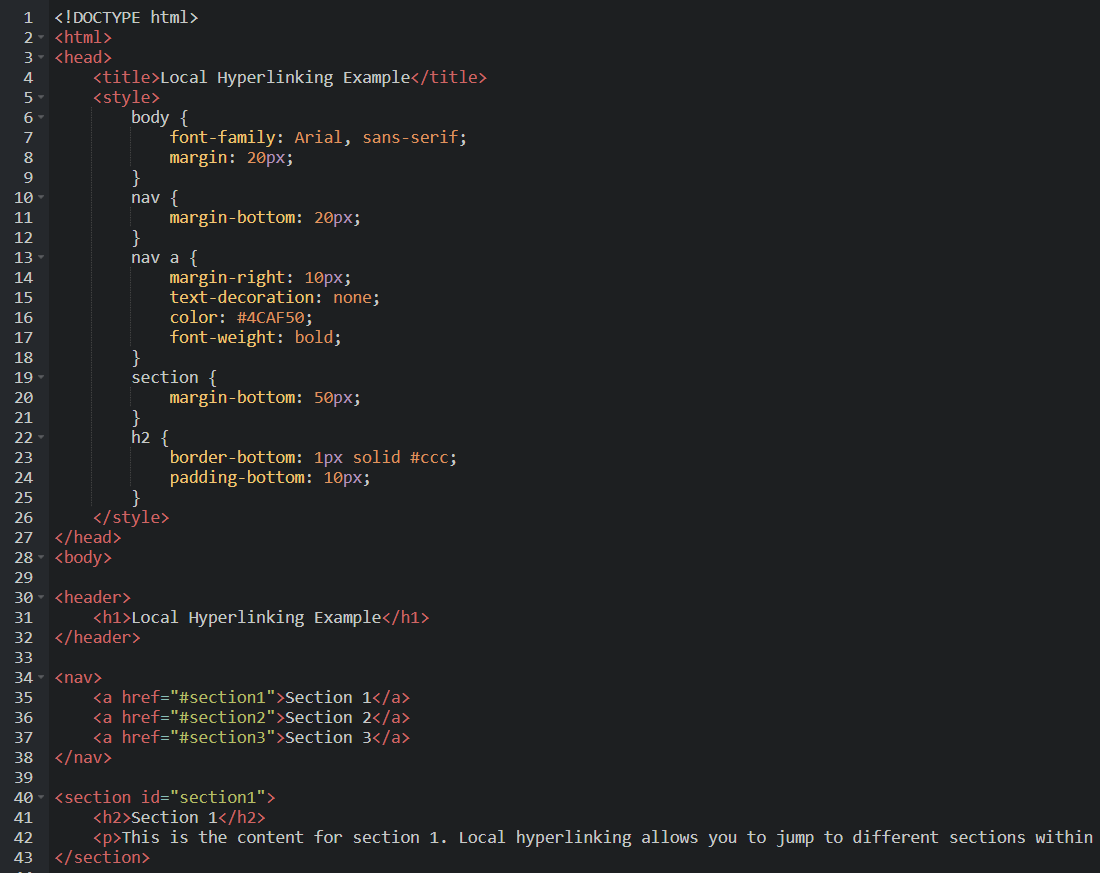 1 <!DOCTYPE html>
2 <html>
3 <head>
4     <title>Local Hyperlinking Example</title>
5     <style>
6         body {
7             font-family: Arial, sans-serif;
8             margin: 20px;
9         }
10         nav {
11             margin-bottom: 20px;
12         }
13         nav a {
14             margin-right: 10px;
15             text-decoration: none;
16             color: #4CAF50;
17             font-weight: bold;
18         }
19         section {
20             margin-bottom: 50px;
21         }
22         h2 {
23             border-bottom: 1px solid #ccc;
24             padding-bottom: 10px;
25         }
26     </style>
27 </head>
28 <body>
29
30 <header>
31     <h1>Local Hyperlinking Example</h1>
32 </header>
33
34 <nav>
35     <a href="#section1">Section 1</a>
36     <a href="#section2">Section 2</a>
37     <a href="#section3">Section 3</a>
38 </nav>
39
40 <section id="section1">
41     <h2>Section 1</h2>
42     <p>This is the content for section 1. Local hyperlinking allows you to jump to different sections within
43 </section>